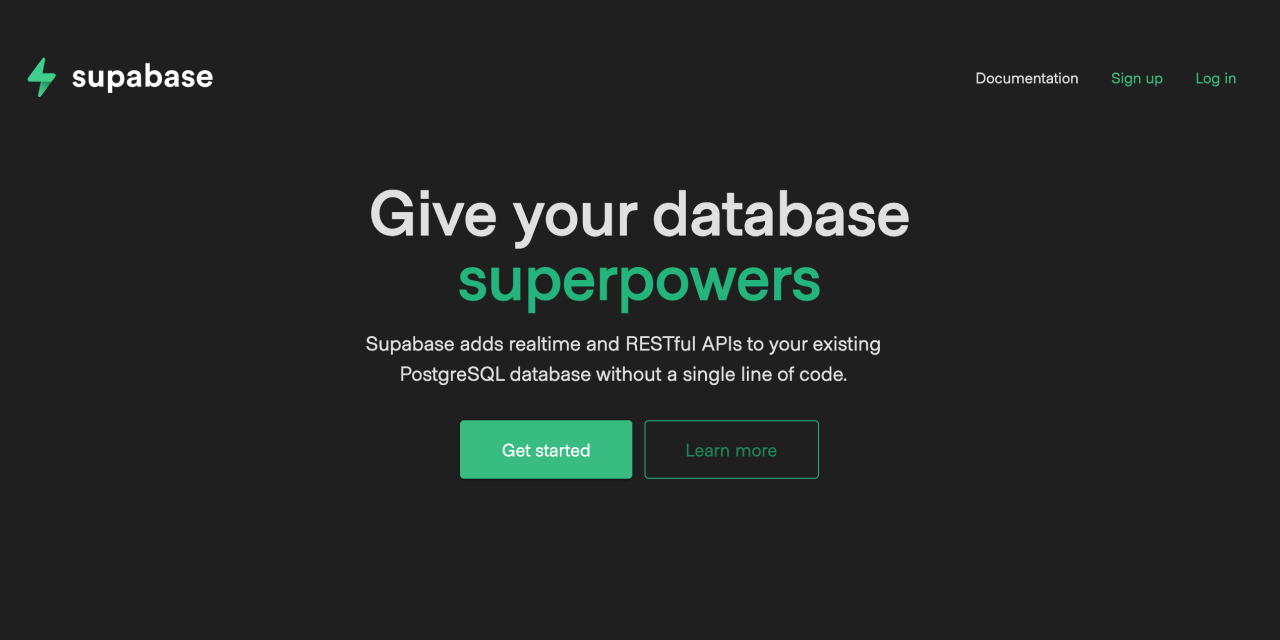 supabase
Documentation
Sign up
Log in
Give your database
superpowers
Supabase adds realtime and RESTful APIs to your existing
PostgreSQL database without a single line of code.
Get started
Learn more